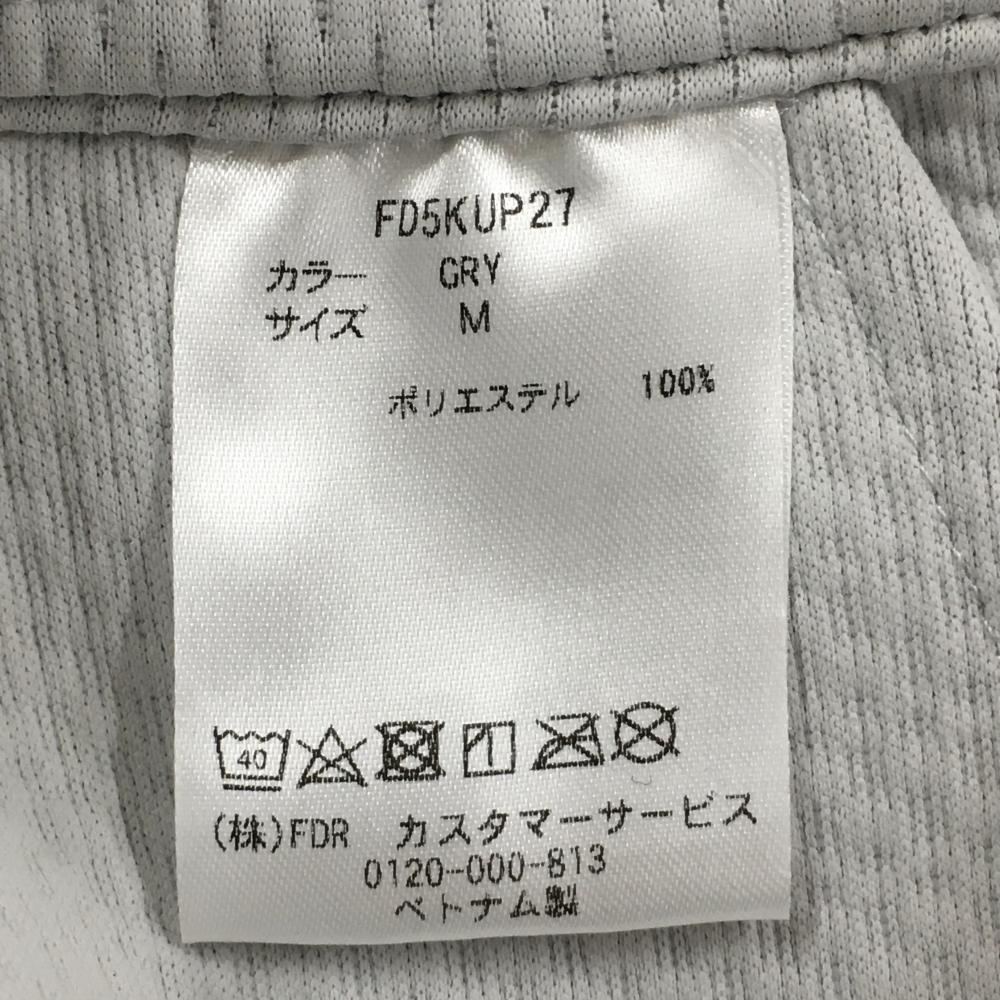 FD5KUP27
カラー GRY
サイズ M
ポリエステル 100%
40
(株)FDR カスタマーサービス
0120-000-813
ベトナム製